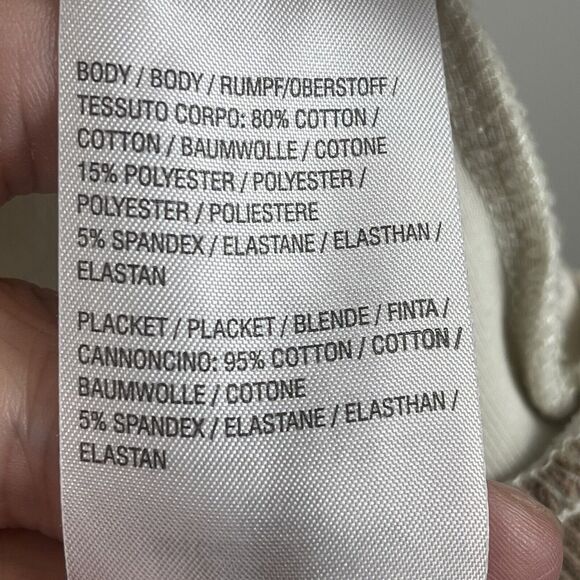 BODY / BODY / RUMPF/OBERSTOFF /
TESSUTO CORPO: 80% COTTON /
COTTON / BAUMWOLLE / COTONE
15% POLYESTER / POLYESTER /
POLYESTER / POLIESTERE
5% SPANDEX / ELASTANE / ELASTHAN /
ELASTAN
PLACKET / PLACKET / BLENDE / FINTA /
CANNONCINO: 95% COTTON / COTTON /
BAUMWOLLE / COTONE
5% SPANDEX / ELASTANE / ELASTHAN /
ELASTAN